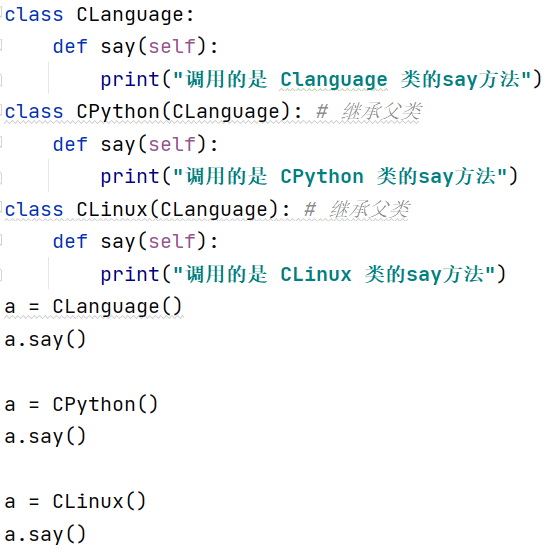 class CLanguage:
    def say(self):
        print("调用的是 Clanguage 类的say方法")
class CPython(CLanguage): # 继承父类
    def say(self):
        print("调用的是 CPython 类的say方法")
class CLinux(CLanguage): # 继承父类
    def say(self):
        print("调用的是 CLinux 类的say方法")
a = CLanguage()
a.say()

a = CPython()
a.say()

a = CLinux()
a.say()